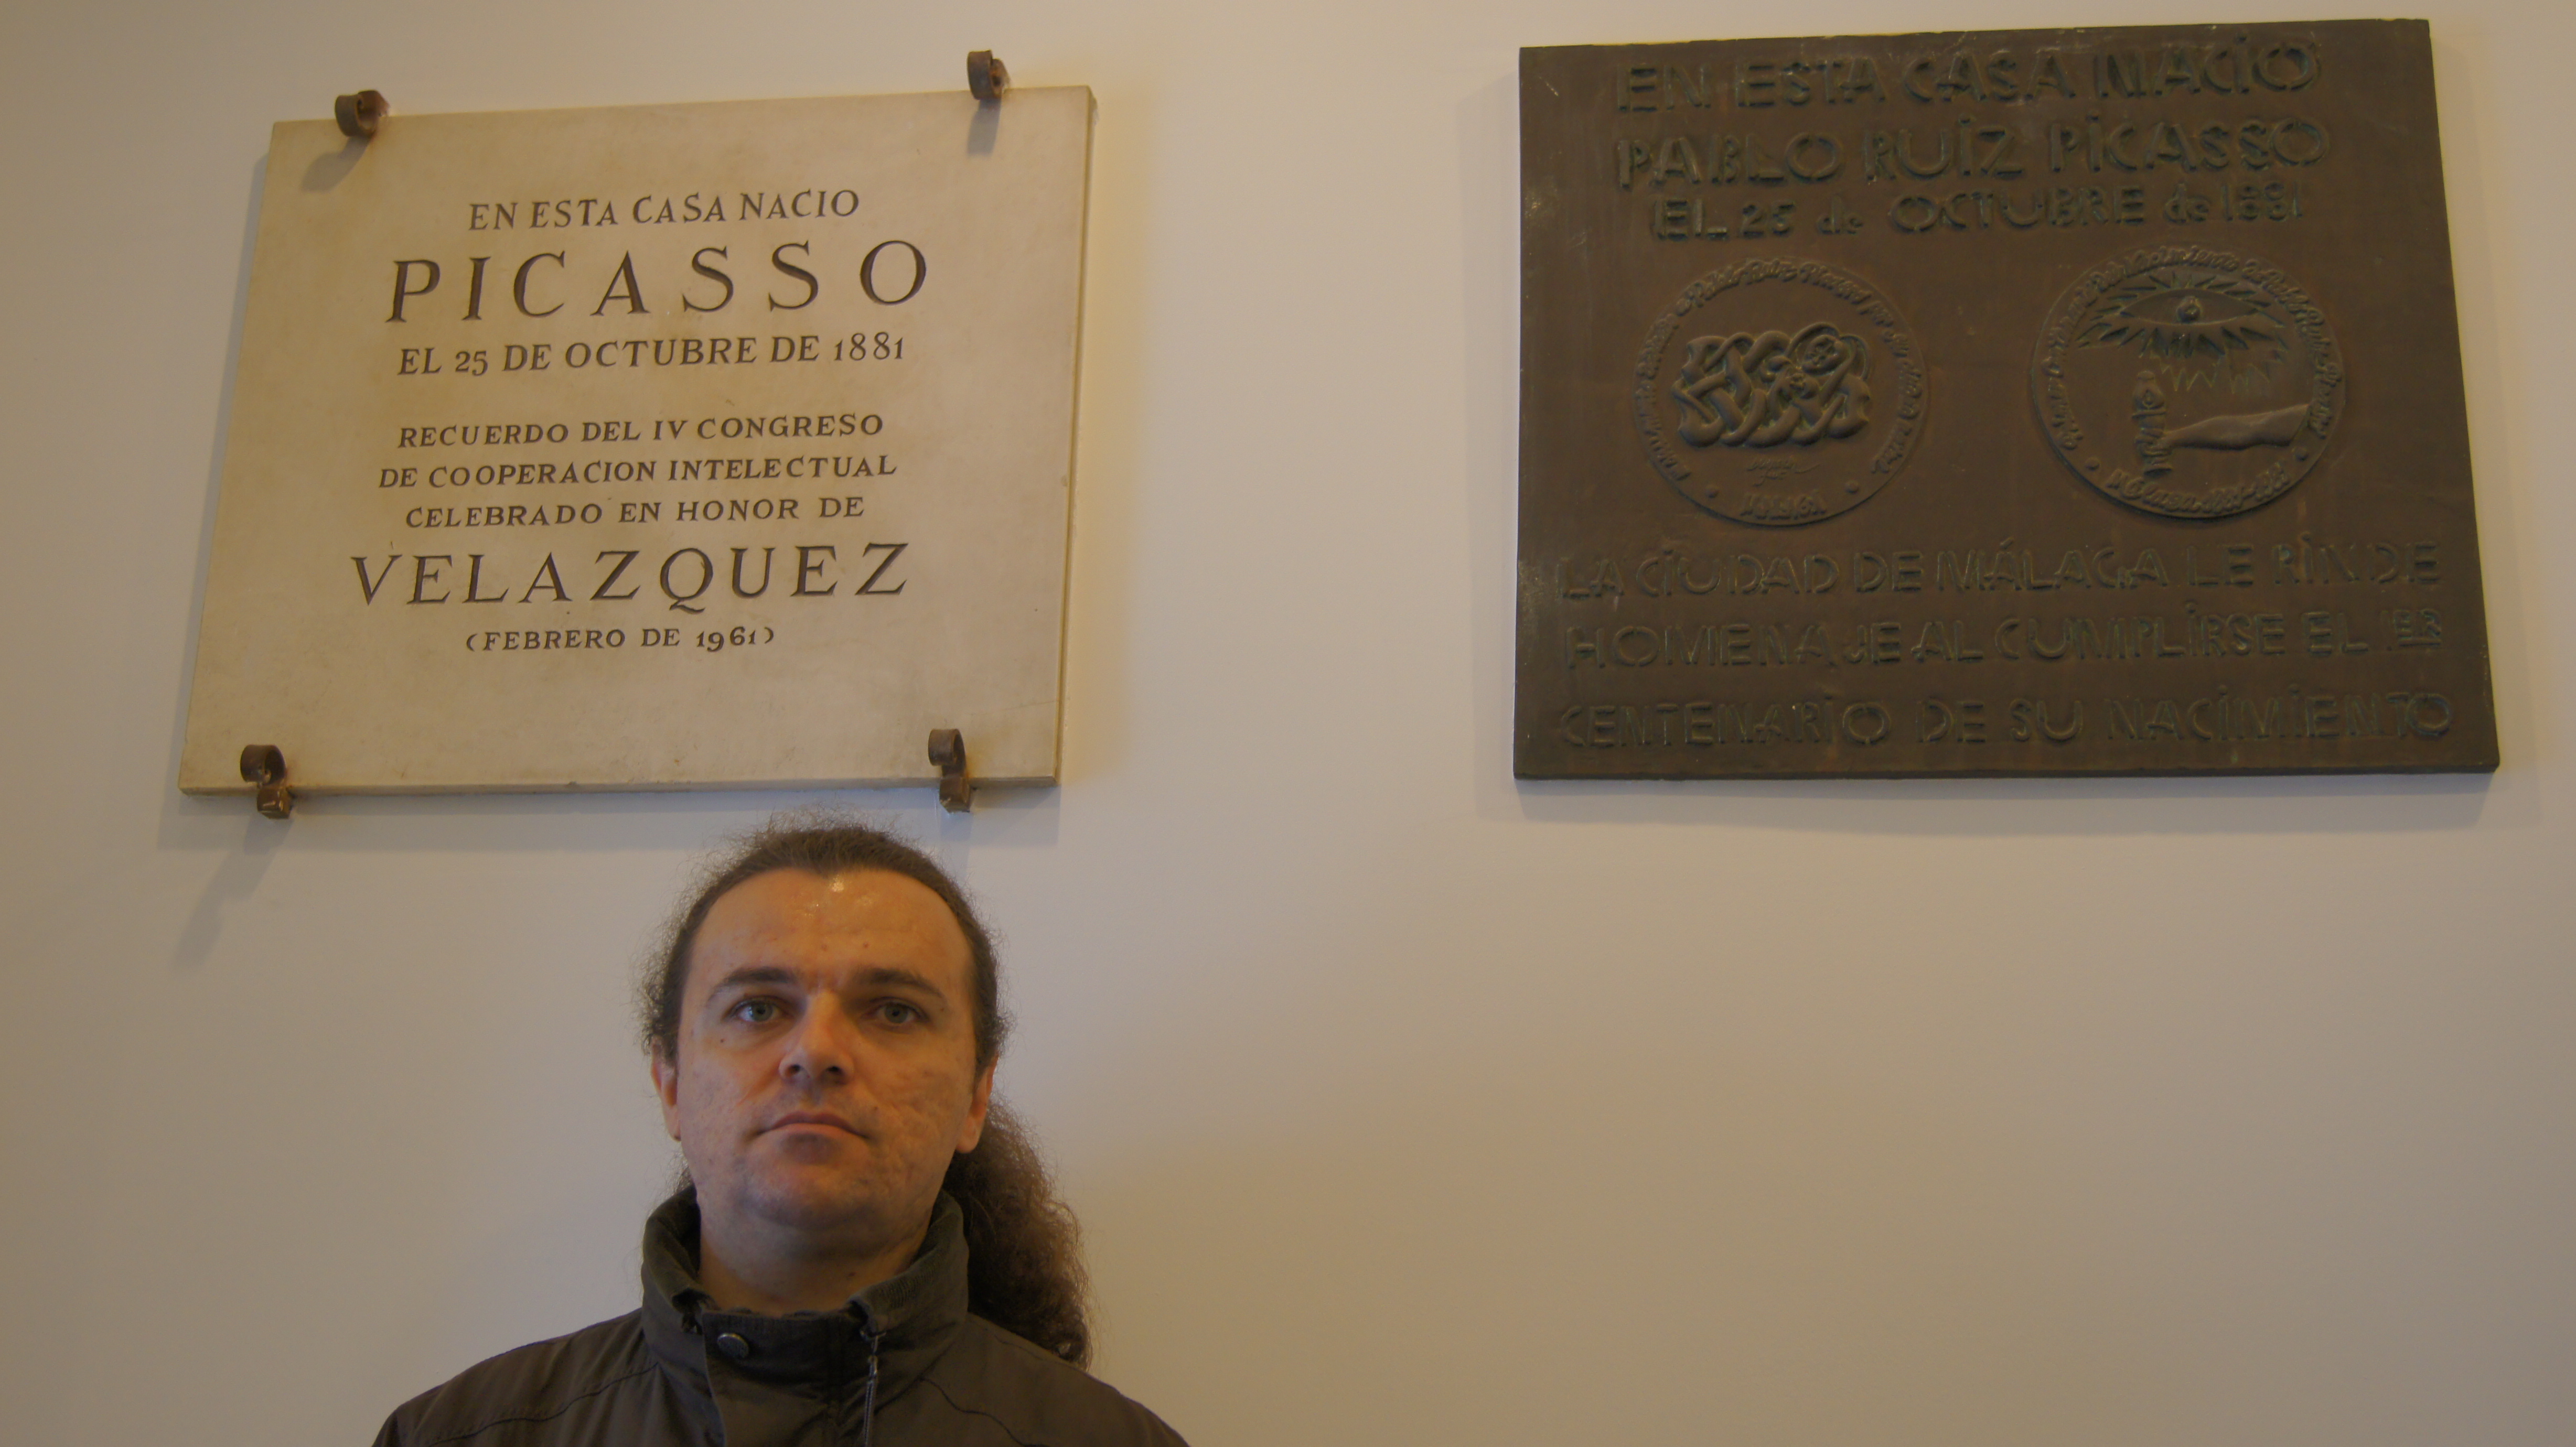 EN ESTA CASA NACIO
PICASSO
EL 25 DE OCTUBRE DE 1881
RECUERDO DEL IV CONGRESO
DE COOPERACION INTELECTUAL
CELEBRADO EN HONOR DE
VELAZQUEZ
(FEBRERO DE 1961)
EN ESTA CASA NACIÓ
PABLO RUIZ PICASSO
EL 25 de OCTUBRE de 1881
LA CIUDAD DE MÁLAGA LE RINDE
HOMENAJE AL CUMPLIRSE EL 1ER
CENTENARIO DE SU NACIMIENTO